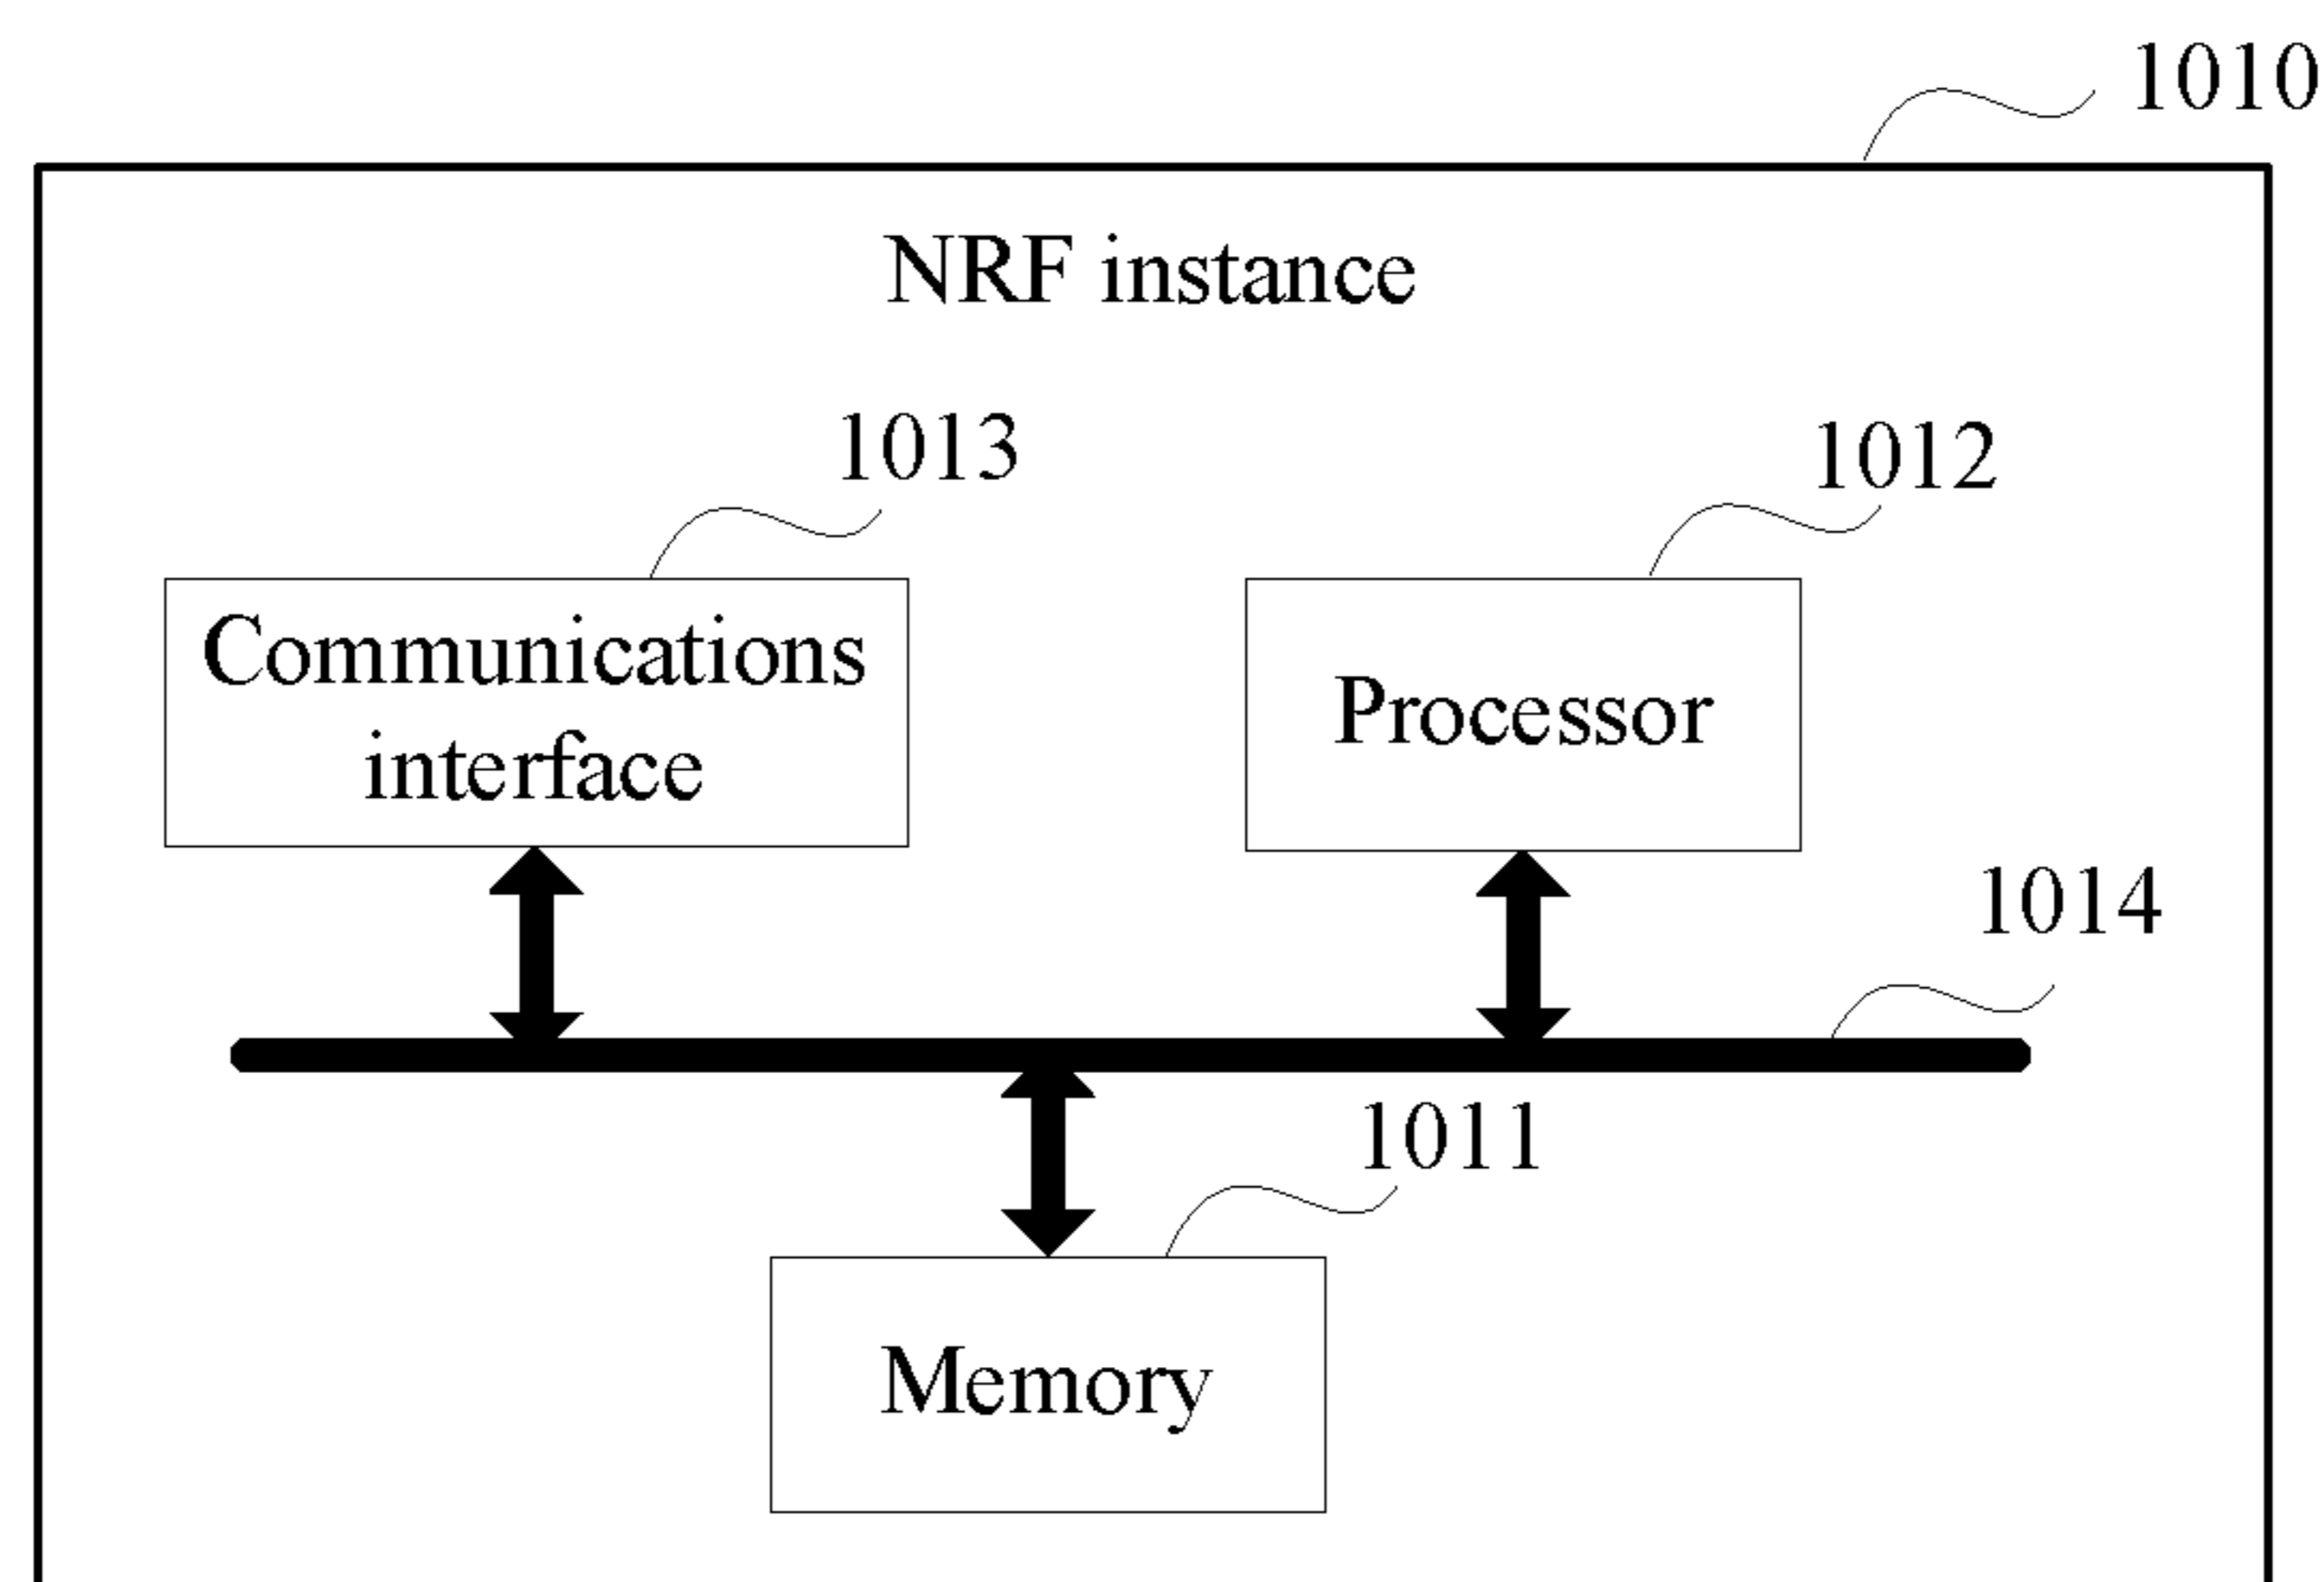 1010
NRF instance
1013
1012
Communications
interface
Processor
1014
1011
Memory